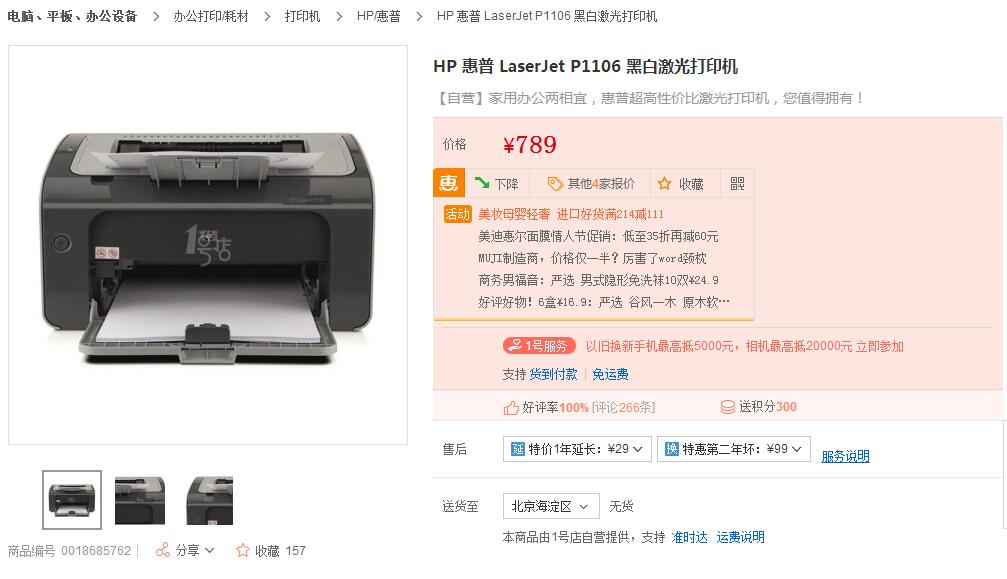 电脑、平板、办公设备 > 办公打印/耗材 > 打印机 > HP/惠普 > HP 惠普 LaserJet P1106 黑白激光打印机
HP 惠普 LaserJet P1106 黑白激光打印机
【自营】家用办公两相宜，惠普超高性价比激光打印机，您值得拥有！
价格 ¥789
惠 下降 其他4家报价 收藏
活动 美妆母婴轻奢 进口好货满214减111
美迪惠尔面膜情人节促销：低至35折再减60元
MUJI制造商，价格仅一半？厉害了word颈枕
商务男福音：严选 男式隐形免洗袜10双¥24.9
好评好物！6盒¥16.9：严选 谷风一木 原木软…
1号服务 以旧换新手机最高抵5000元，相机最高抵20000元 立即参加
支持 货到付款 | 免运费
好评率100% [评论266条] 送积分300
售后 延 特价1年延长：¥29 换 特惠第二年坏：¥99 服务说明
送货至 北京海淀区 无货
本商品由1号店自营提供，支持 准时达 运费说明
1号店
商品编号 0018685762 分享 收藏 157